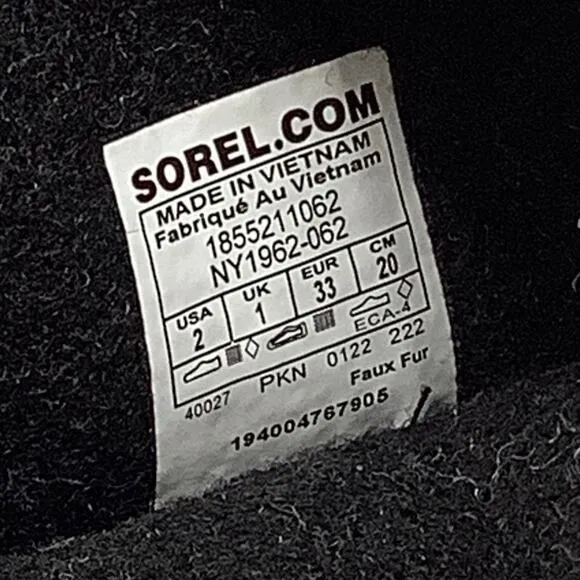 SOREL.COM
MADE IN VIETNAM
Fabriqué Au Vietnam
1855211062
NY1962-062
USA UK EUR CM
2 1 33 20
ECA-4
40027 PKN 0122 222
Faux Fur
194004767905